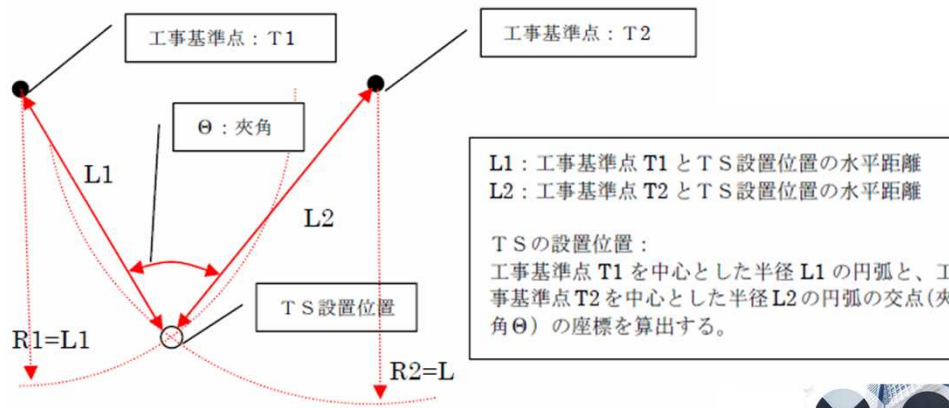 工事基準点：T1
工事基準点：T2
Θ：夾角
L1
L2
L1：工事基準点 T1 とTS設置位置の水平距離
L2：工事基準点 T2 とTS設置位置の水平距離
TSの設置位置：
工事基準点 T1 を中心とした半径 L1 の円弧と、工
事基準点T2を中心とした半径L2の円弧の交点(夾
角Θ）の座標を算出する。
TS設置位置
R1=L1
R2=L